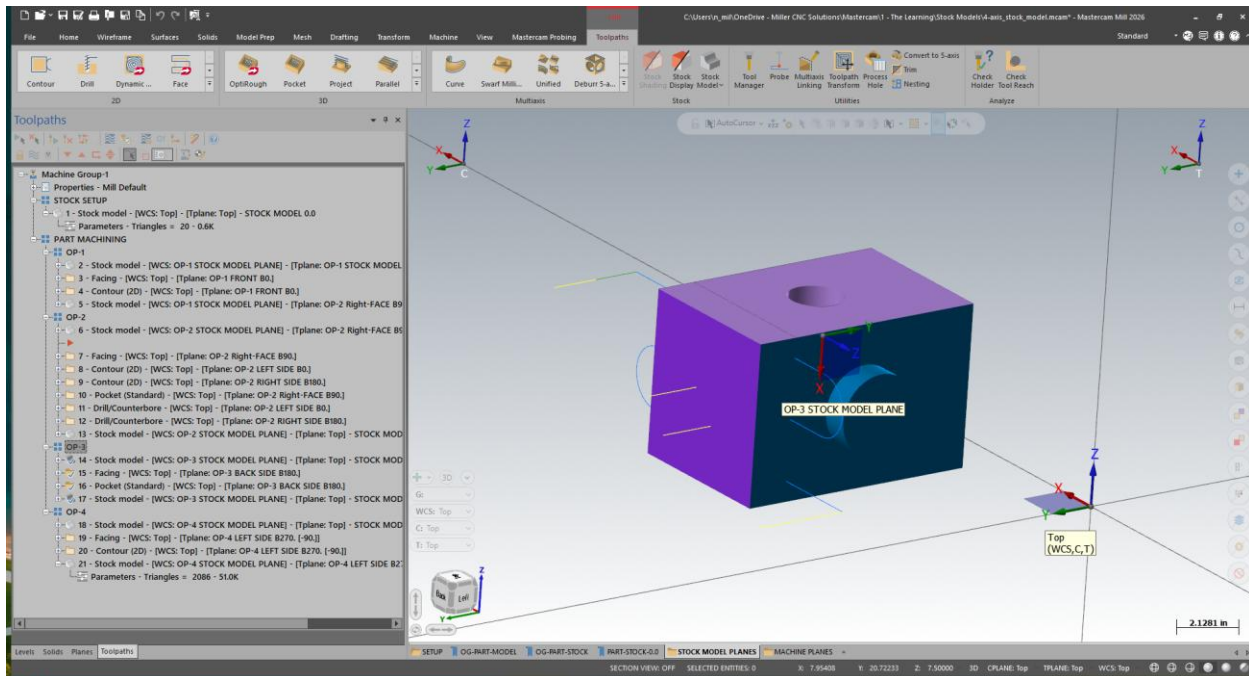 C:\Users\n_mil\OneDrive - Miller CNC Solutions\Mastercam\1 - The Learning\Stock Models\4-axis_stock_model.mcam* - Mastercam Mill 2026
File Home Wireframe Surfaces Solids Model Prep Mesh Drafting Transform Machine View Mastercam Probing Toolpaths
Standard
Contour Drill Dynamic ... Face
OptiRough Pocket Project Parallel
Curve Swarf Milli... Unified Deburr 5-a...
Stock Shading Stock Display Stock Model
Tool Manager Probe Multiaxis Linking Toolpath Transform Process Hole
Convert to 5-axis
Trim
Nesting
Check Holder Check Tool Reach
2D 3D Multiaxis Stock Utilities Analyze
Toolpaths
AutoCursor
Machine Group-1
Properties - Mill Default
STOCK SETUP
1 - Stock model - [WCS: Top] - [Tplane: Top] - STOCK MODEL 0.0
Parameters - Triangles = 20 - 0.6K
PART MACHINING
OP-1
2 - Stock model - [WCS: OP-1 STOCK MODEL PLANE] - [Tplane: OP-1 STOCK MODEL
3 - Facing - [WCS: Top] - [Tplane: OP-1 FRONT B0.]
4 - Contour (2D) - [WCS: Top] - [Tplane: OP-1 FRONT B0.]
5 - Stock model - [WCS: OP-1 STOCK MODEL PLANE] - [Tplane: OP-2 Right-FACE B9
OP-2
6 - Stock model - [WCS: OP-2 STOCK MODEL PLANE] - [Tplane: OP-2 Right-FACE B9
7 - Facing - [WCS: Top] - [Tplane: OP-2 Right-FACE B90.]
8 - Contour (2D) - [WCS: Top] - [Tplane: OP-2 LEFT SIDE B0.]
9 - Contour (2D) - [WCS: Top] - [Tplane: OP-2 RIGHT SIDE B180.]
10 - Pocket (Standard) - [WCS: Top] - [Tplane: OP-2 Right-FACE B90.]
11 - Drill/Counterbore - [WCS: Top] - [Tplane: OP-2 LEFT SIDE B0.]
12 - Drill/Counterbore - [WCS: Top] - [Tplane: OP-2 RIGHT SIDE B180.]
13 - Stock model - [WCS: OP-2 STOCK MODEL PLANE] - [Tplane: Top] - STOCK MOD
OP-3
14 - Stock model - [WCS: OP-3 STOCK MODEL PLANE] - [Tplane: Top] - STOCK MOD
15 - Facing - [WCS: Top] - [Tplane: OP-3 BACK SIDE B180.]
16 - Pocket (Standard) - [WCS: Top] - [Tplane: OP-3 BACK SIDE B180.]
17 - Stock model - [WCS: OP-3 STOCK MODEL PLANE] - [Tplane: Top] - STOCK MOD
OP-4
18 - Stock model - [WCS: OP-4 STOCK MODEL PLANE] - [Tplane: Top] - STOCK MOD
19 - Facing - [WCS: Top] - [Tplane: OP-4 LEFT SIDE B270. [-90.]]
20 - Contour (2D) - [WCS: Top] - [Tplane: OP-4 LEFT SIDE B270. [-90.]]
21 - Stock model - [WCS: OP-4 STOCK MODEL PLANE] - [Tplane: OP-4 LEFT SIDE B27
Parameters - Triangles = 2086 - 51.0K
Z
X
Y
C
Z
X
Y
T
Y
Z
X
OP-3 STOCK MODEL PLANE
Z
X
Y
Top
(WCS,C,T)
3D
G:
WCS: Top
C: Top
T: Top
Back Left
Z
Y
2.1281 in
Levels Solids Planes Toolpaths
SETUP OG-PART-MODEL OG-PART-STOCK PART-STOCK-0.0 STOCK MODEL PLANES MACHINE PLANES +
SECTION VIEW: OFF SELECTED ENTITIES: 0 X: 7.95408 Y: 20.72233 Z: 7.50000 3D CPLANE: Top TPLANE: Top WCS: Top